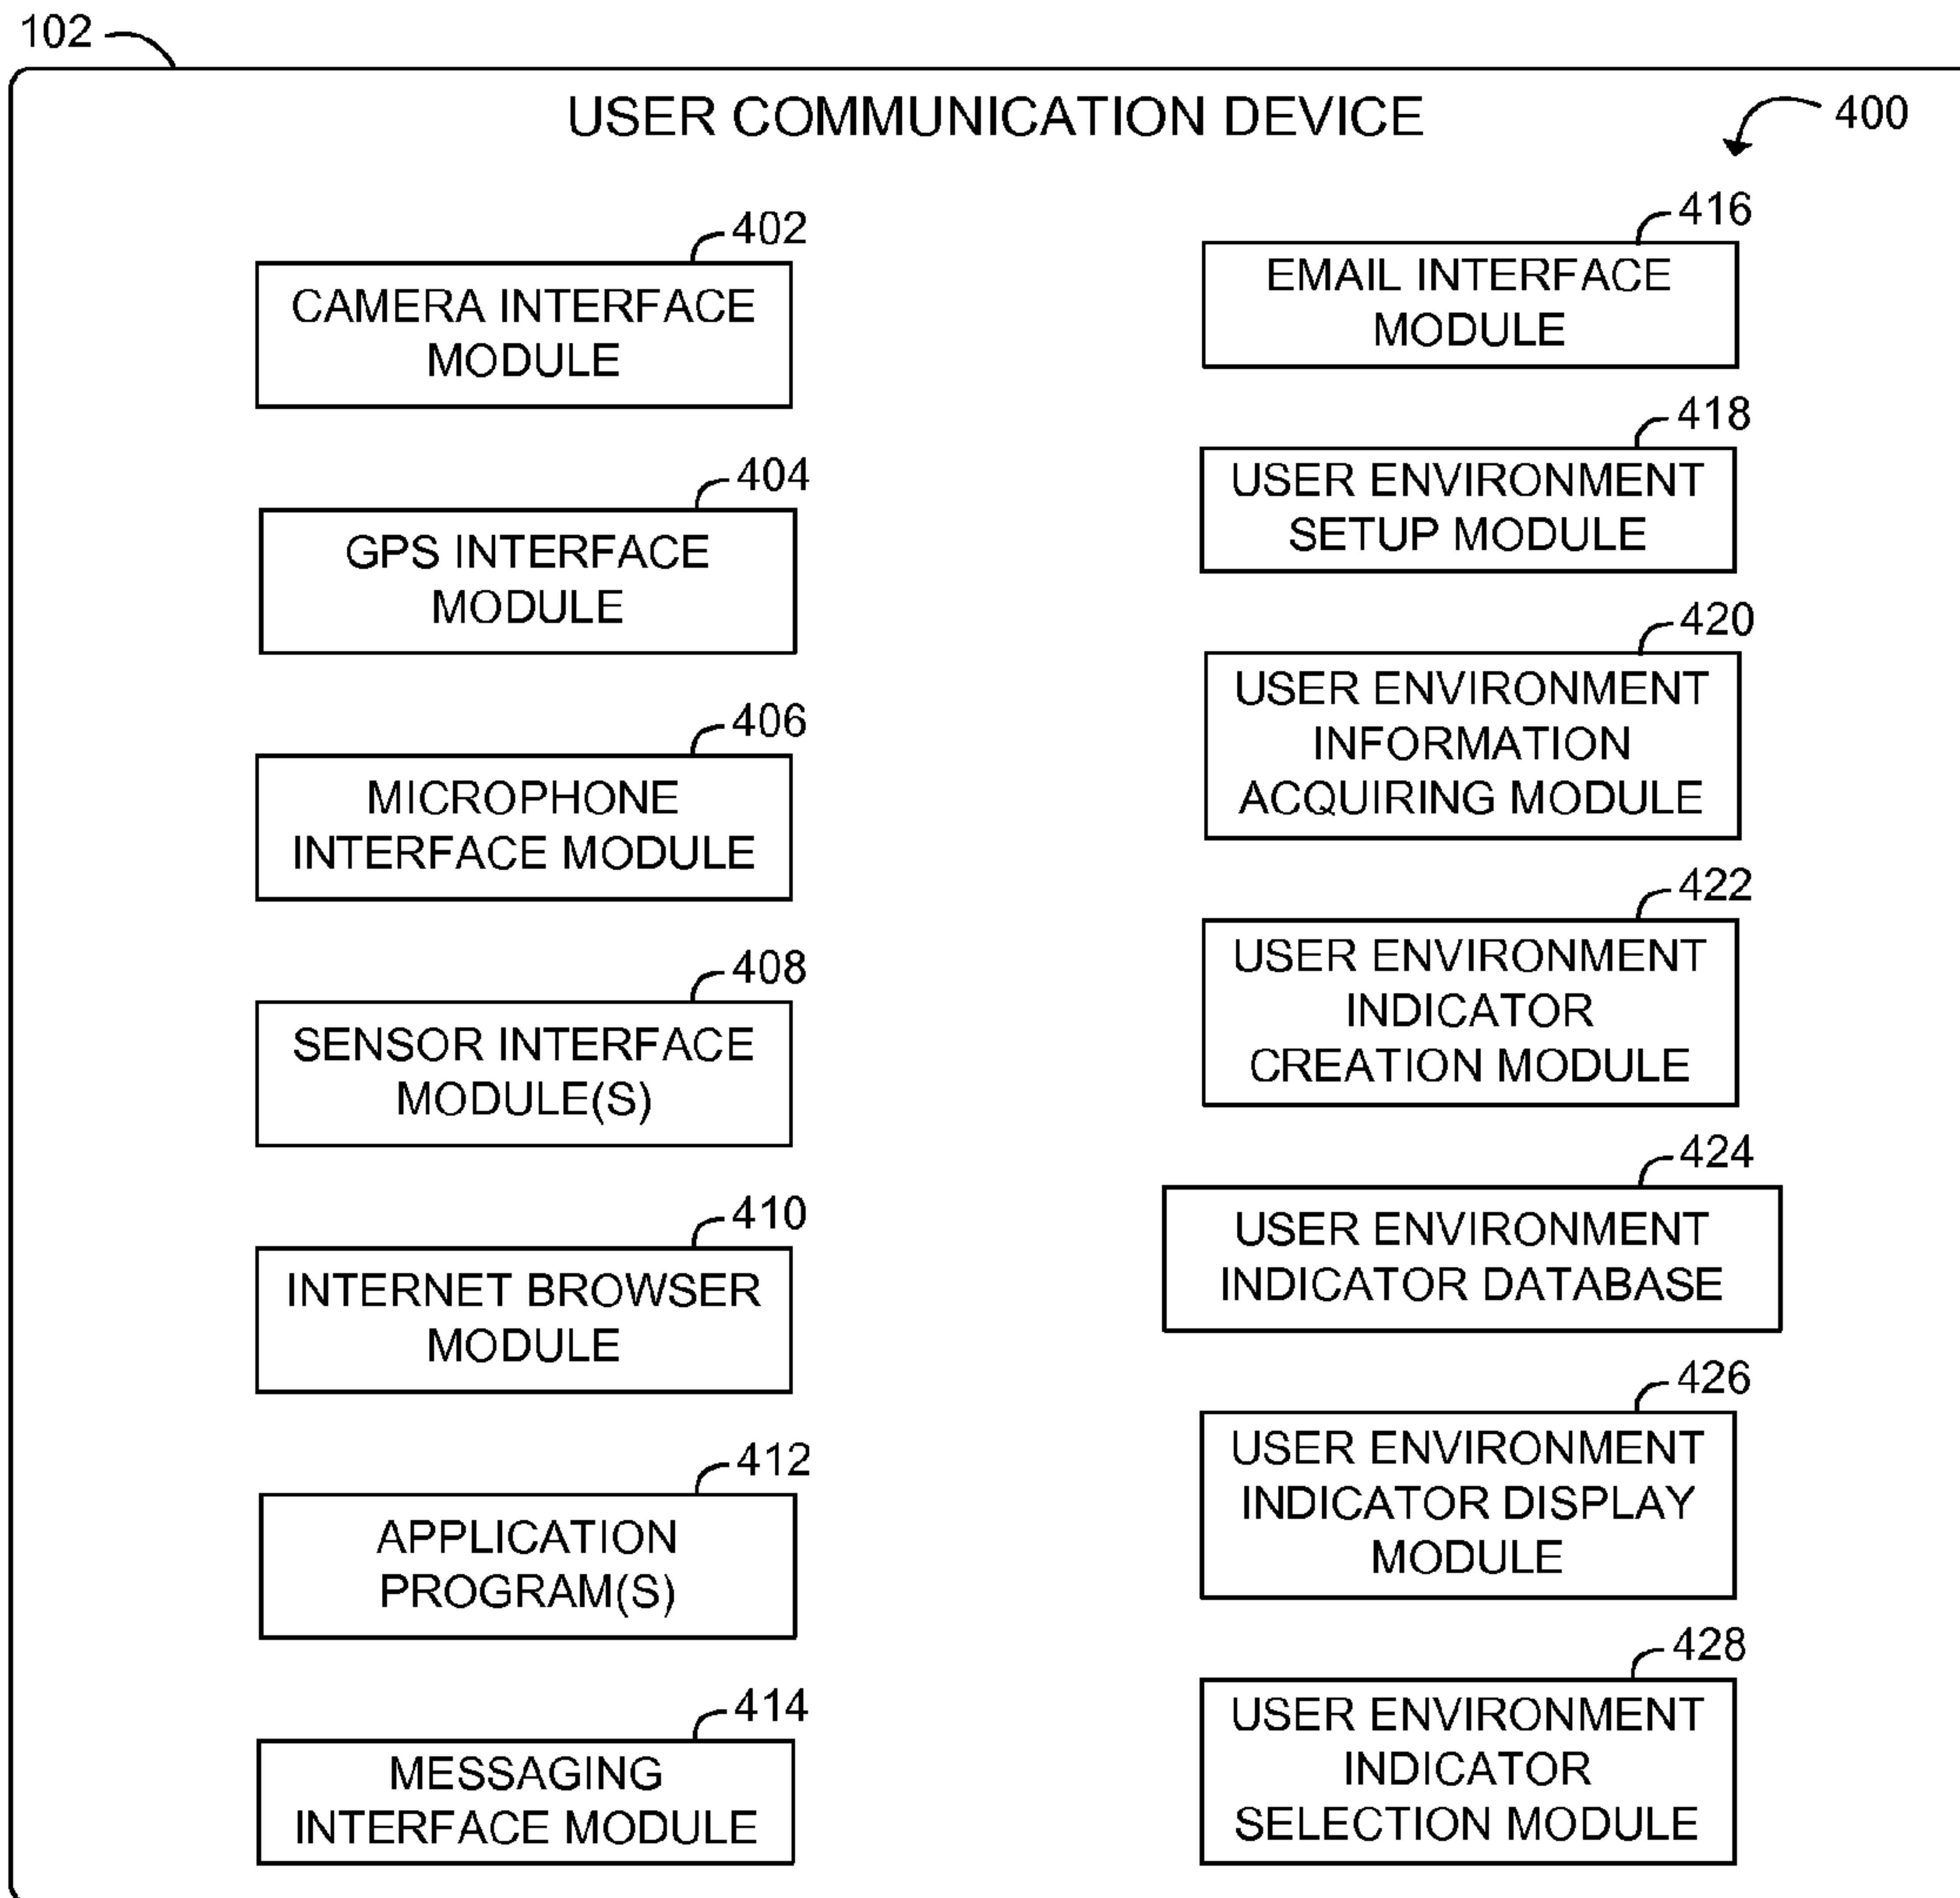 102
USER COMMUNICATION DEVICE
400
402
CAMERA INTERFACE
MODULE
404
GPS INTERFACE
MODULE
406
MICROPHONE
INTERFACE MODULE
408
SENSOR INTERFACE
MODULE(S)
410
INTERNET BROWSER
MODULE
412
APPLICATION
PROGRAM(S)
414
MESSAGING
INTERFACE MODULE
416
EMAIL INTERFACE
MODULE
418
USER ENVIRONMENT
SETUP MODULE
420
USER ENVIRONMENT
INFORMATION
ACQUIRING MODULE
422
USER ENVIRONMENT
INDICATOR
CREATION MODULE
424
USER ENVIRONMENT
INDICATOR DATABASE
426
USER ENVIRONMENT
INDICATOR DISPLAY
MODULE
428
USER ENVIRONMENT
INDICATOR
SELECTION MODULE